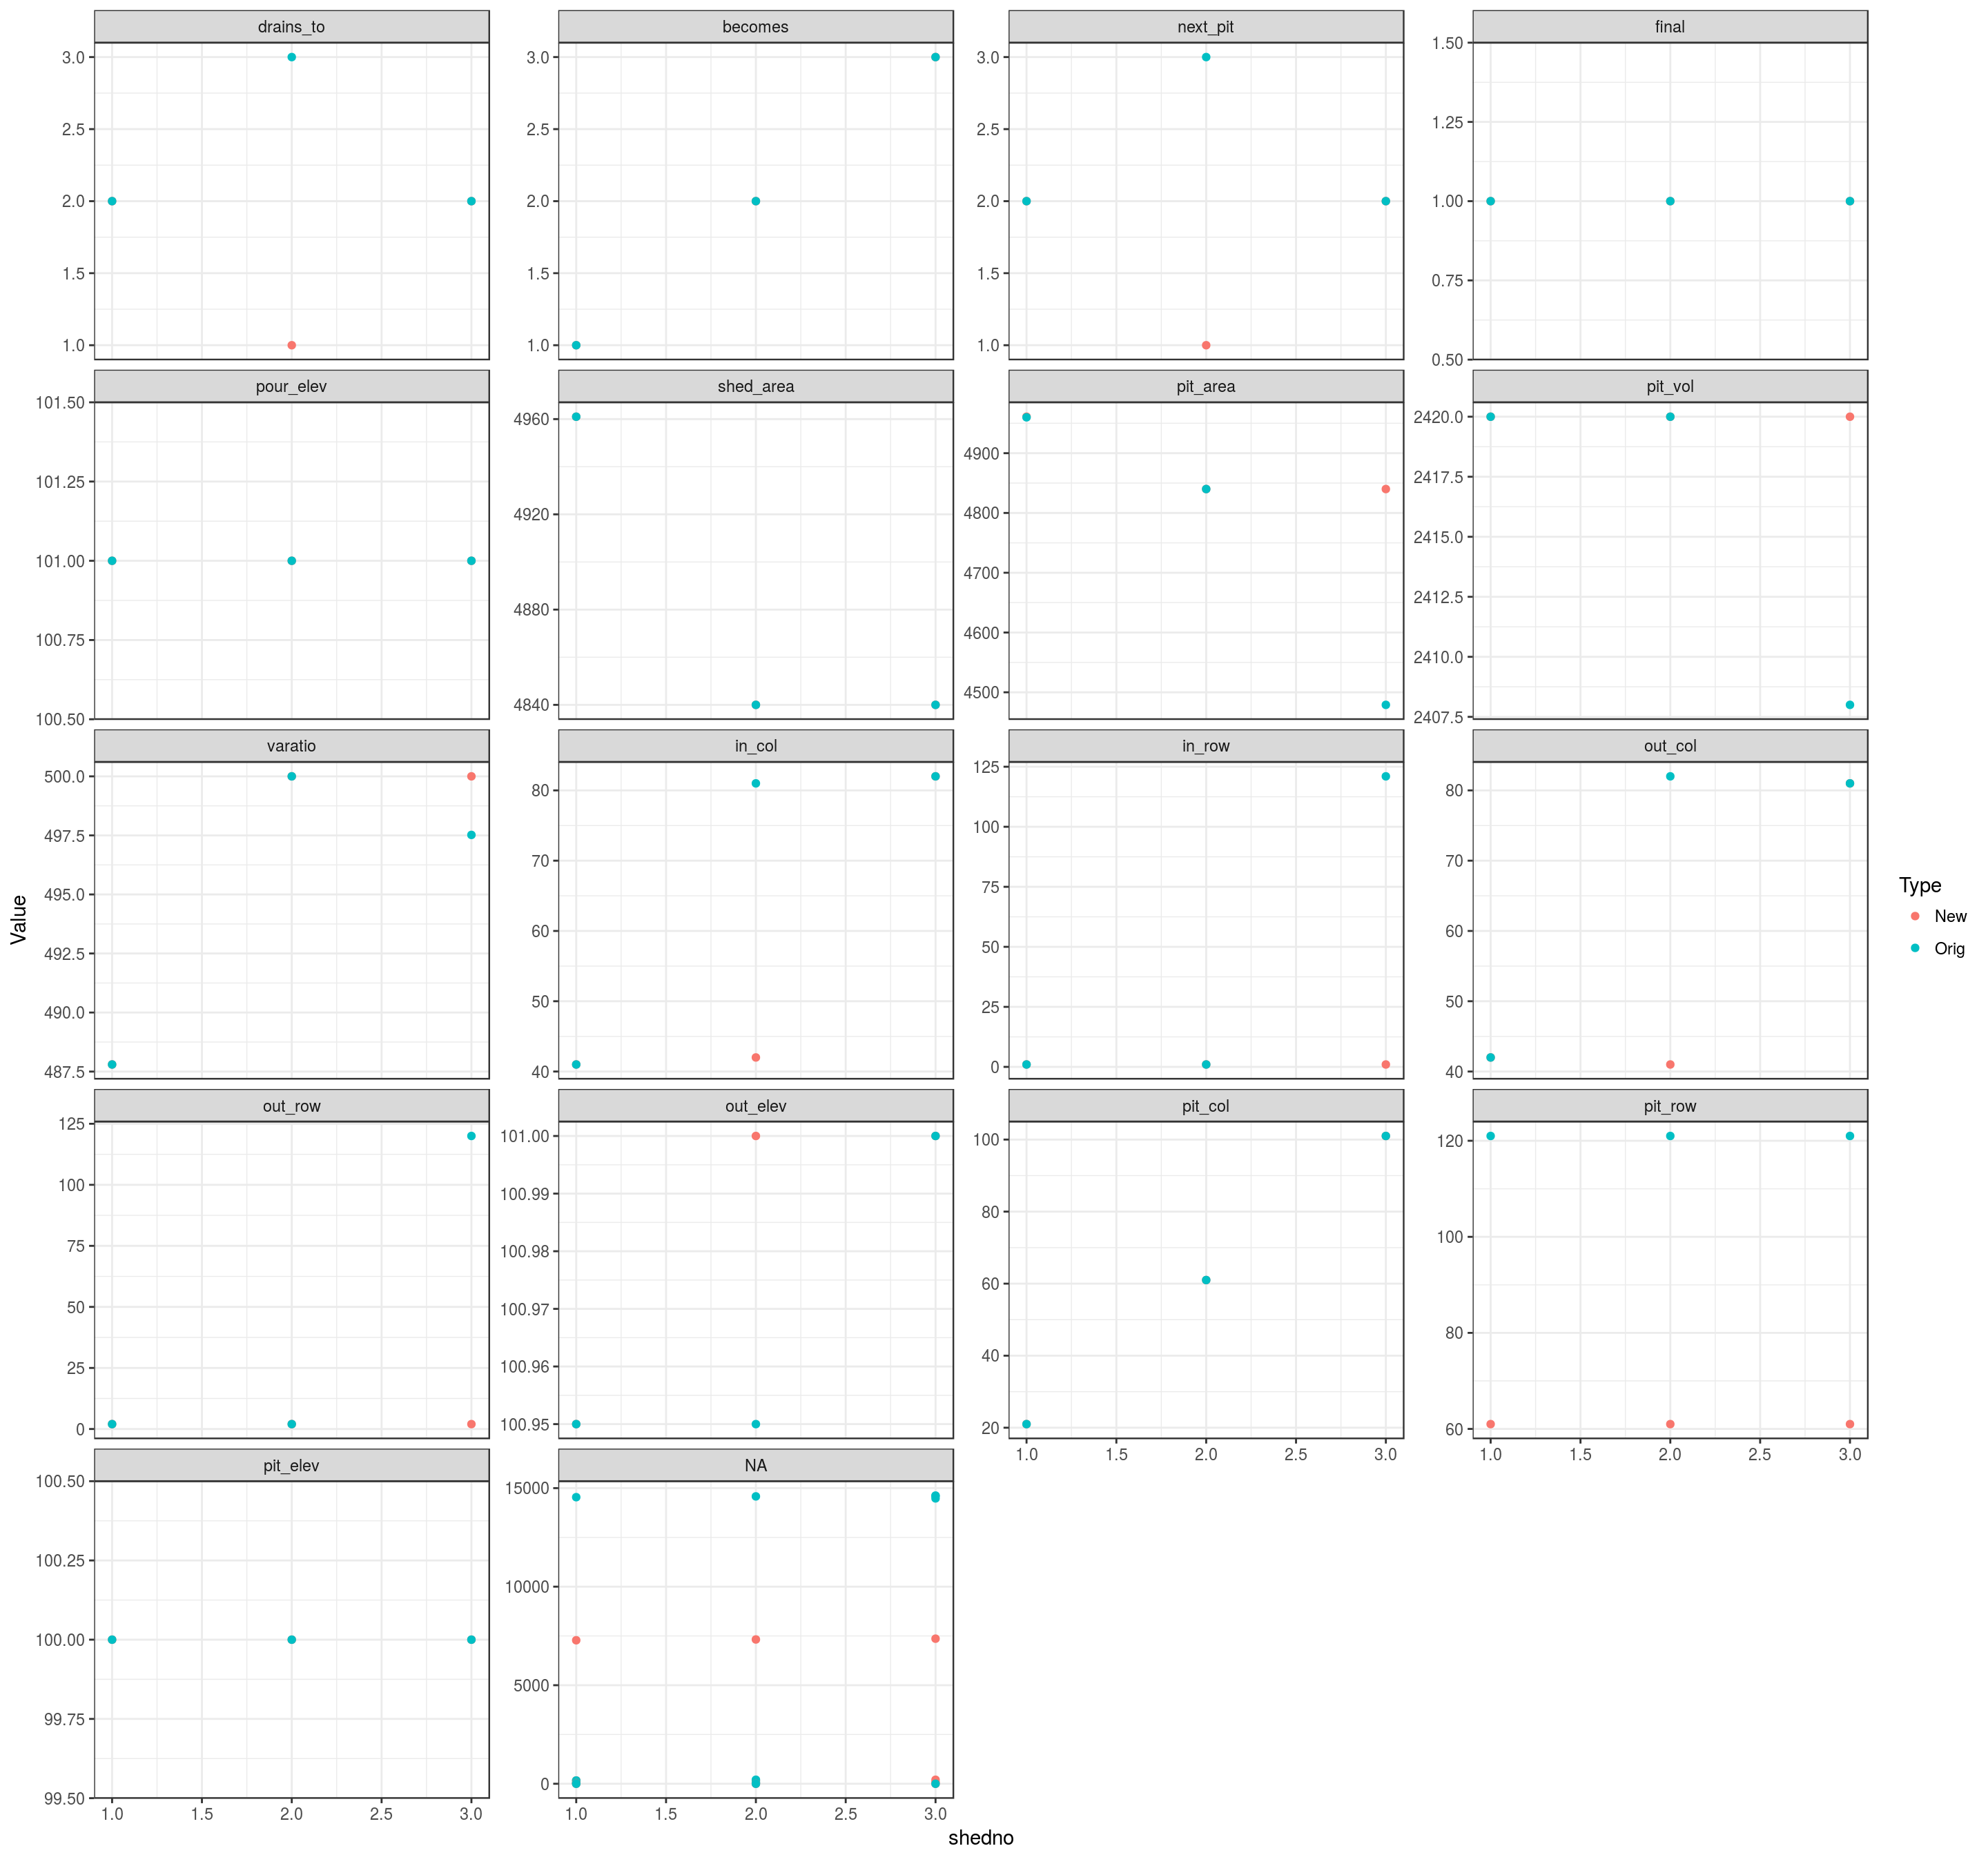 drains_to becomes next_pit final
3.0 3.0 3.0 1.50
2.5 2.5 2.5 1.25
2.0 2.0 2.0 1.00
1.5 1.5 1.5 0.75
1.0 1.0 1.0 0.50
pour_elev shed_area pit_area pit_vol
101.50 4960 4900 2420.0
101.25 4920 4800 2417.5
101.00 4880 4700 2415.0
100.75 4840 4600 2412.5
100.50 4500 2410.0
2407.5
varatio in_col in_row out_col
500.0 80 125 80
497.5 70 100 70
495.0 60 75 60
492.5 50 50 50
490.0 40 25 40
487.5 0
Value
Type
New
Orig
out_row out_elev pit_col pit_row
125 101.00 100 120
100 100.99 80 100
75 100.98 60 80
50 100.97 40 60
25 100.96 20
0 100.95
1.0 1.5 2.0 2.5 3.0 1.0 1.5 2.0 2.5 3.0
pit_elev NA
100.50 15000
100.25 10000
100.00 5000
99.75 0
99.50
1.0 1.5 2.0 2.5 3.0 1.0 1.5 2.0 2.5 3.0
shedno